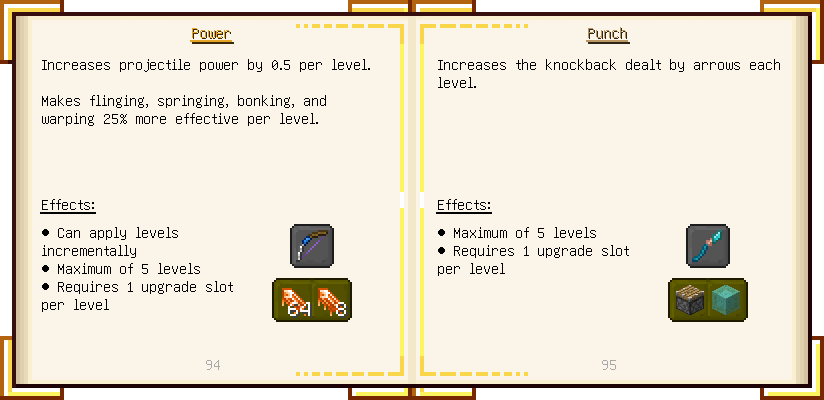 Power
Increases projectile power by 0.5 per level.
Makes flinging, springing, bonking, and
warping 25% more effective per level.
Effects:
• Can apply levels
incrementally
• Maximum of 5 levels
• Requires 1 upgrade slot
per level
64
8
94
Punch
Increases the knockback dealt by arrows each
level.
Effects:
• Maximum of 5 levels
• Requires 1 upgrade slot
per level
95